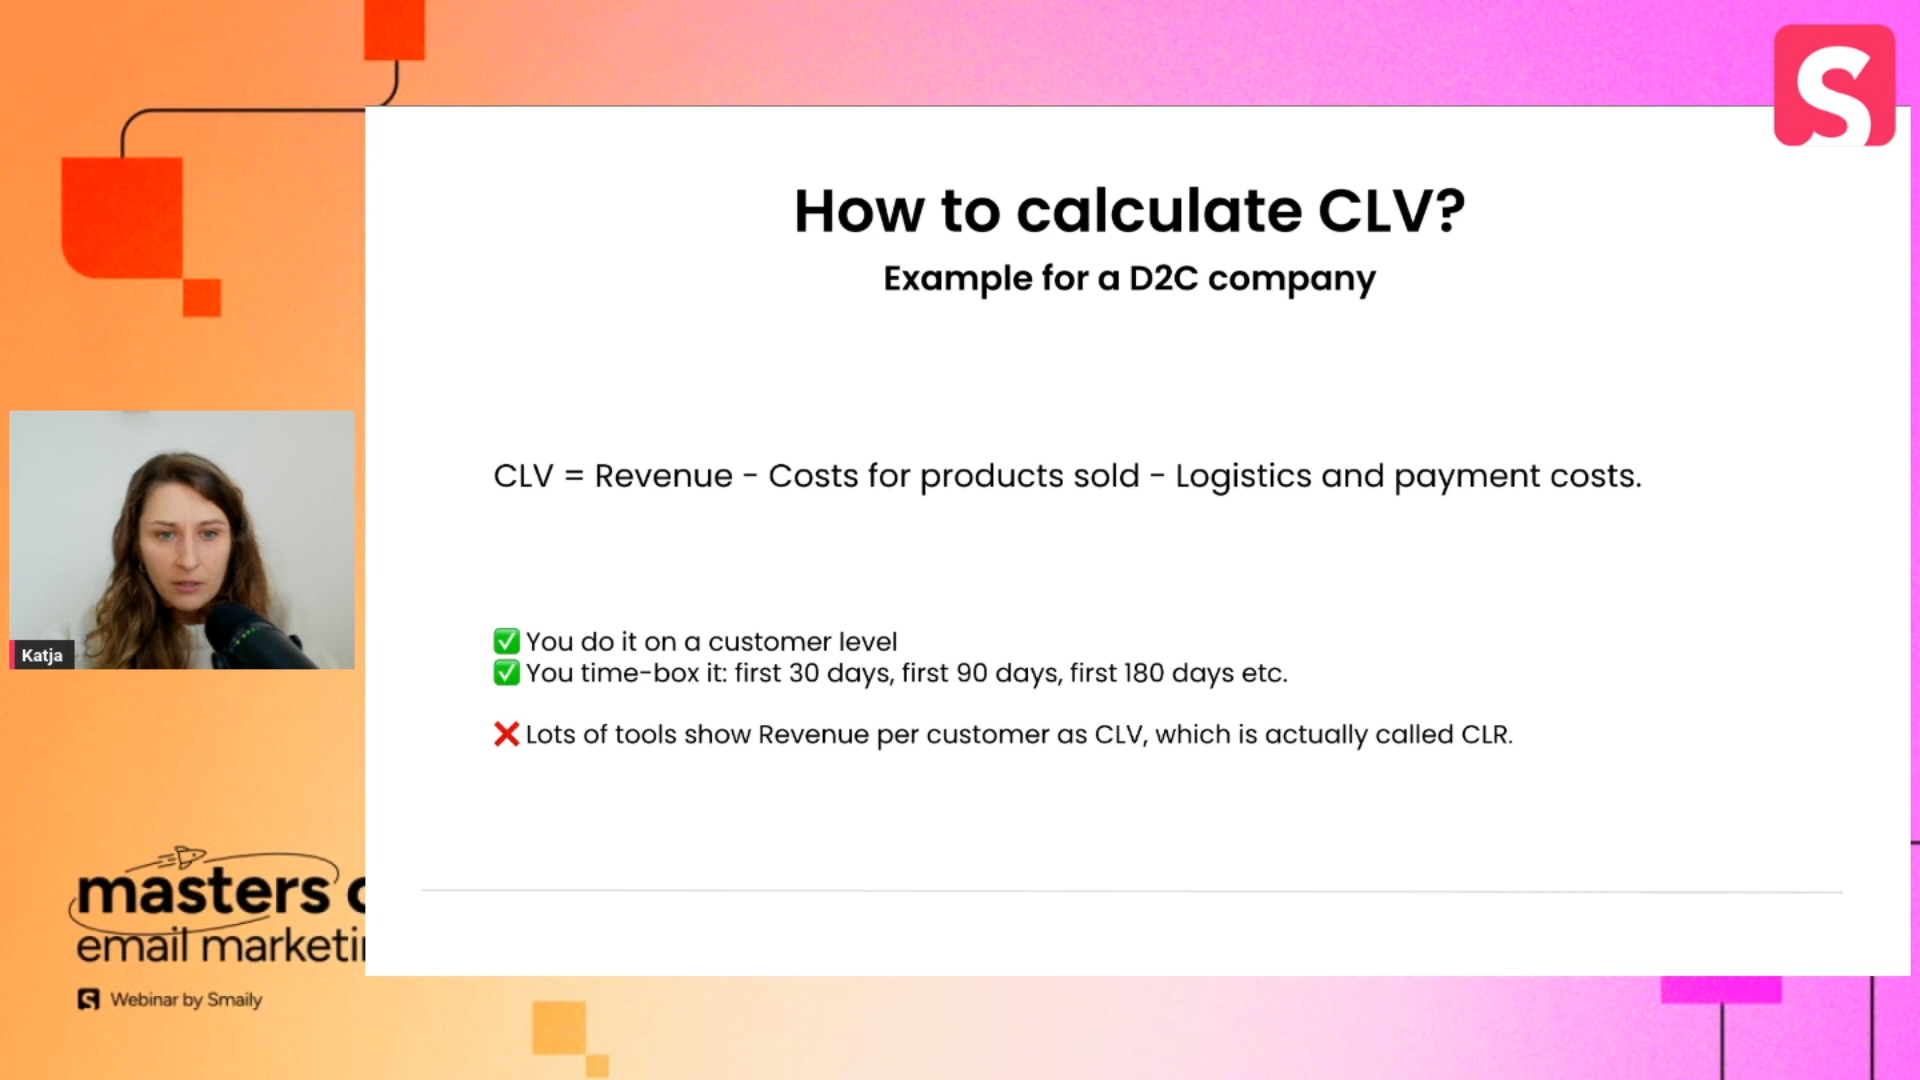 How to calculate CLV?
Example for a D2C company
CLV = Revenue - Costs for products sold - Logistics and payment costs.
✅ You do it on a customer level
✅ You time-box it: first 30 days, first 90 days, first 180 days etc.
❌ Lots of tools show Revenue per customer as CLV, which is actually called CLR.
Katja
masters
email
Webinar by Smaily
S